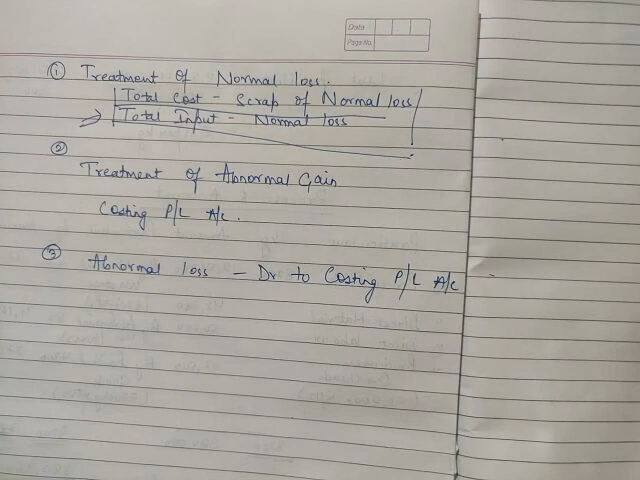 Data
Page No.
① Treatment of Normal loss.
Total Cost - Scrap of Normal loss
Total Input - Normal loss
②
Treatment of Abnormal Gain
Costing P/L A/c.
③ Abnormal loss - Dr to Costing P/L A/c